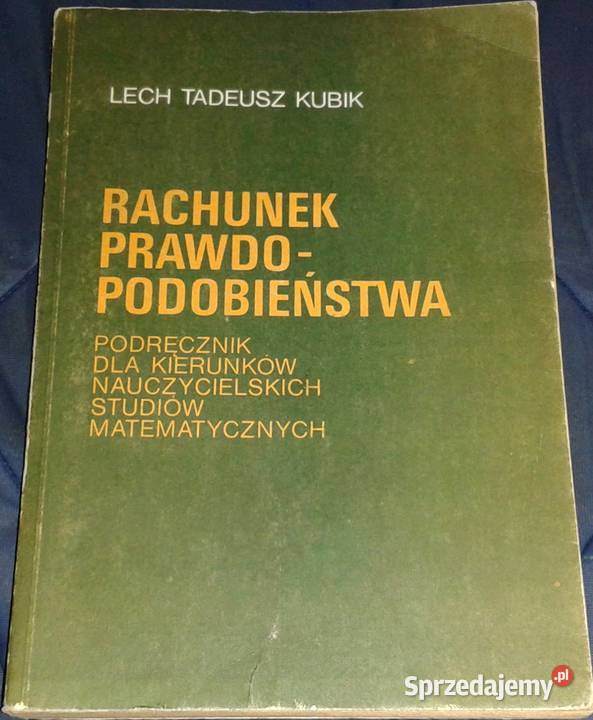 LECH TADEUSZ KUBIK
RACHUNEK
PRAWDO-
PODOBIEŃSTWA
PODRĘCZNIK
DLA KIERUNKÓW
NAUCZYCIELSKICH
STUDIÓW
MATEMATYCZNYCH
Sprzedajemy.pl